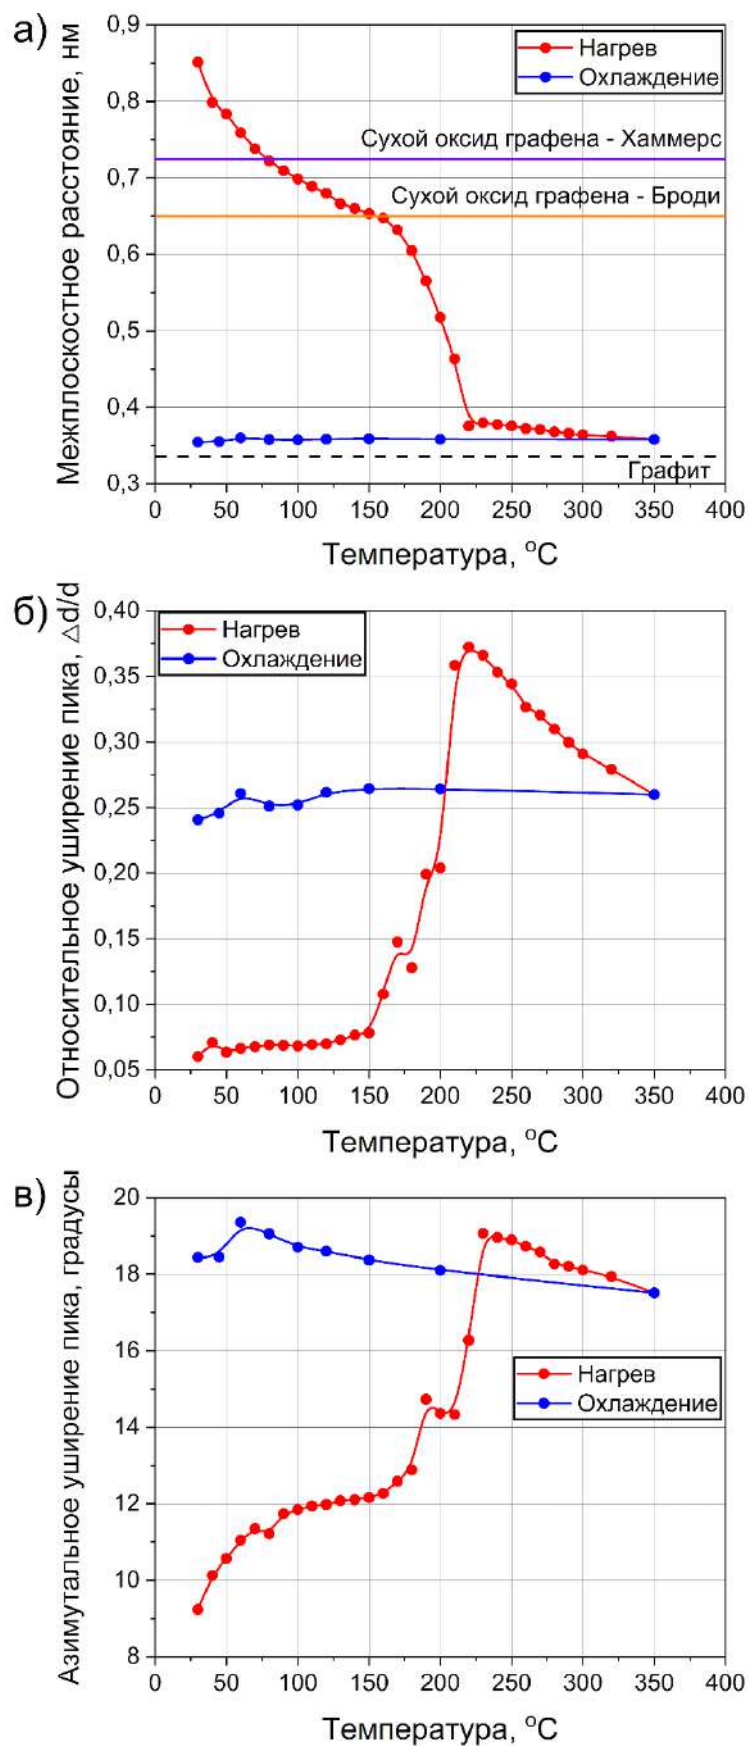 а)
Межплоскостное расстояние, нм
0,9
0,8
0,7
0,6
0,5
0,4
0,3
Нагрев
Охлаждение
Сухой оксид графена - Хаммерс
Сухой оксид графена - Броди
Графит
0 50 100 150 200 250 300 350 400
Температура, °C
б)
Относительное уширение пика, △d/d
0,40
0,35
0,30
0,25
0,20
0,15
0,10
0,05
Нагрев
Охлаждение
0 50 100 150 200 250 300 350 400
Температура, °C
в)
Азимутальное уширение пика, градусы
20
18
16
14
12
10
8
Нагрев
Охлаждение
0 50 100 150 200 250 300 350 400
Температура, °C